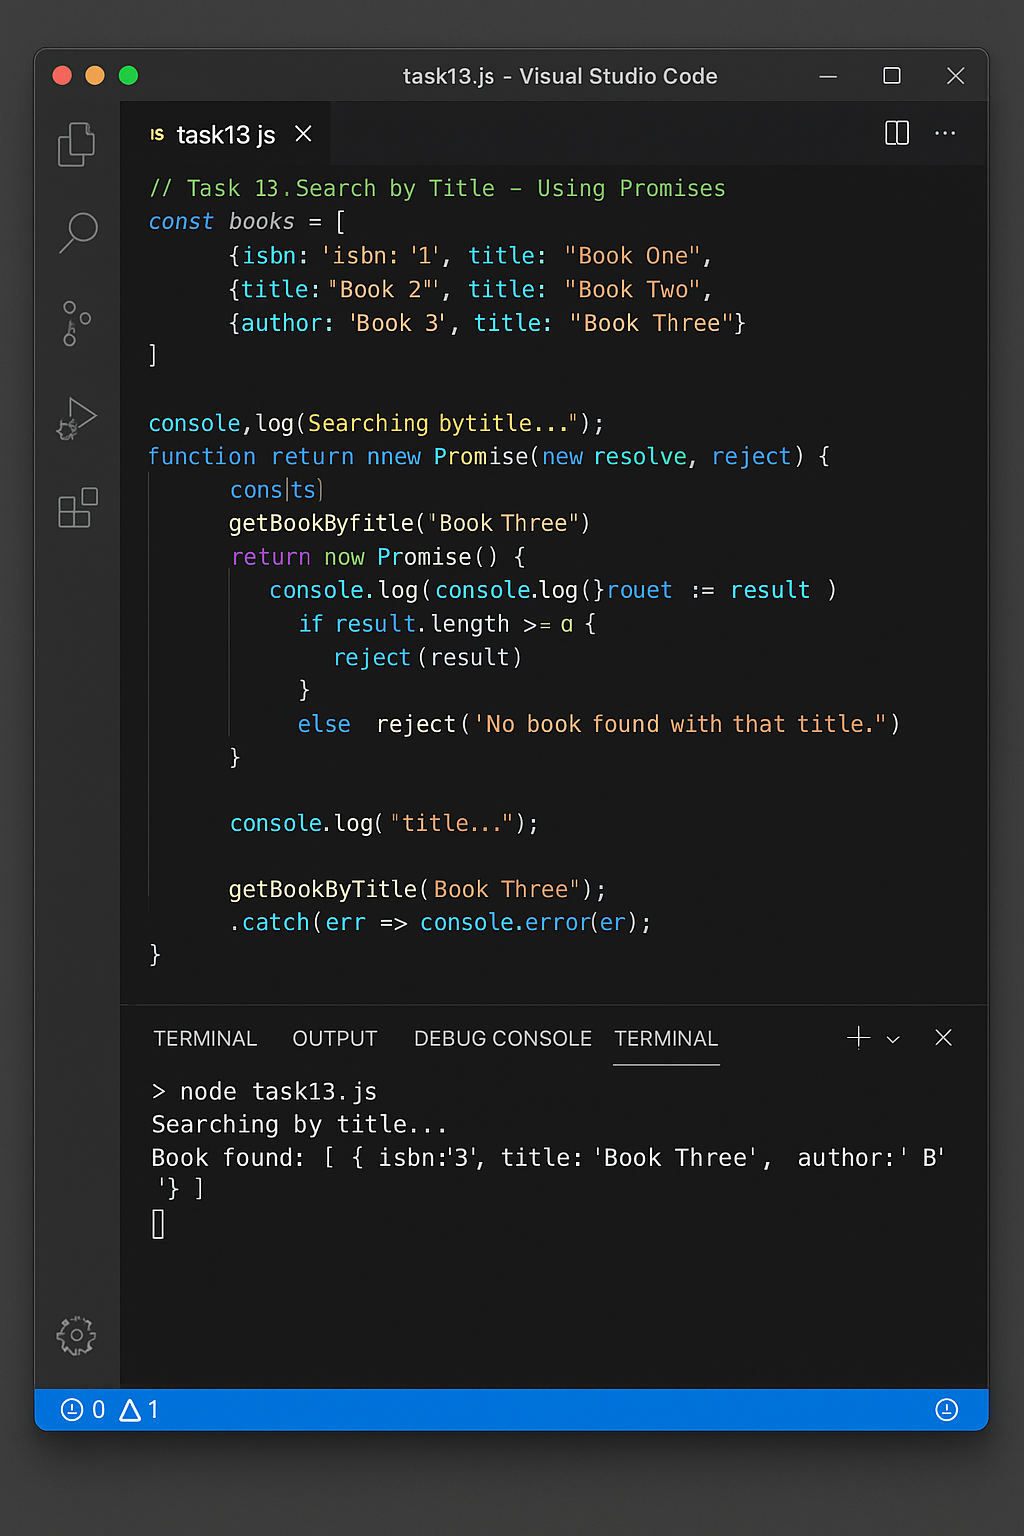 task13.js - Visual Studio Code
IS task13 js
// Task 13.Search by Title – Using Promises
const books = [
{isbn: 'isbn: '1', title: "Book One",
{title:"Book 2"', title: "Book Two",
{author: 'Book 3', title: "Book Three"}
]
console,log(Searching bytitle...");
function return nnew Promise(new resolve, reject) {
cons|ts)
getBookByfitle("Book Three")
return now Promise() {
console.log(console.log(}rouet := result )
if result.length >= ɑ {
reject(result)
}
else reject('No book found with that title.")
}
console.log("title...");
getBookByTitle(Book Three");
.catch(err => console.error(er);
}
TERMINAL OUTPUT DEBUG CONSOLE TERMINAL
> node task13.js
Searching by title...
Book found: [ { isbn:'3', title: 'Book Three', author:' B'
'} ]
0 1